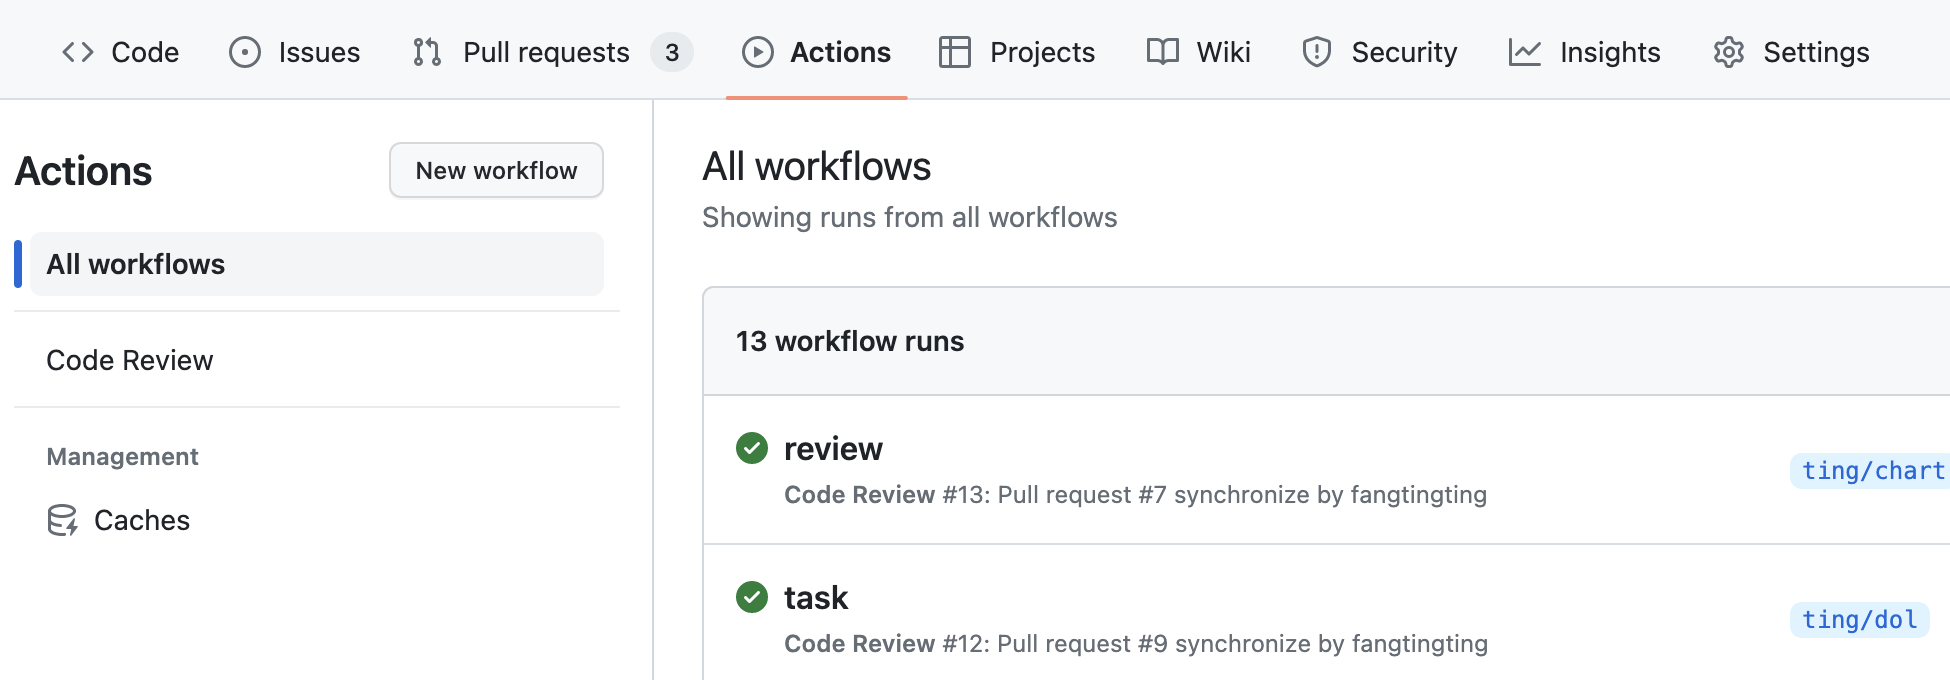 Code Issues Pull requests 3 Actions Projects Wiki Security Insights Settings
Actions
New workflow
All workflows
Code Review
Management
Caches
All workflows
Showing runs from all workflows
13 workflow runs
review
Code Review #13: Pull request #7 synchronize by fangtingting
ting/chart
task
Code Review #12: Pull request #9 synchronize by fangtingting
ting/dol